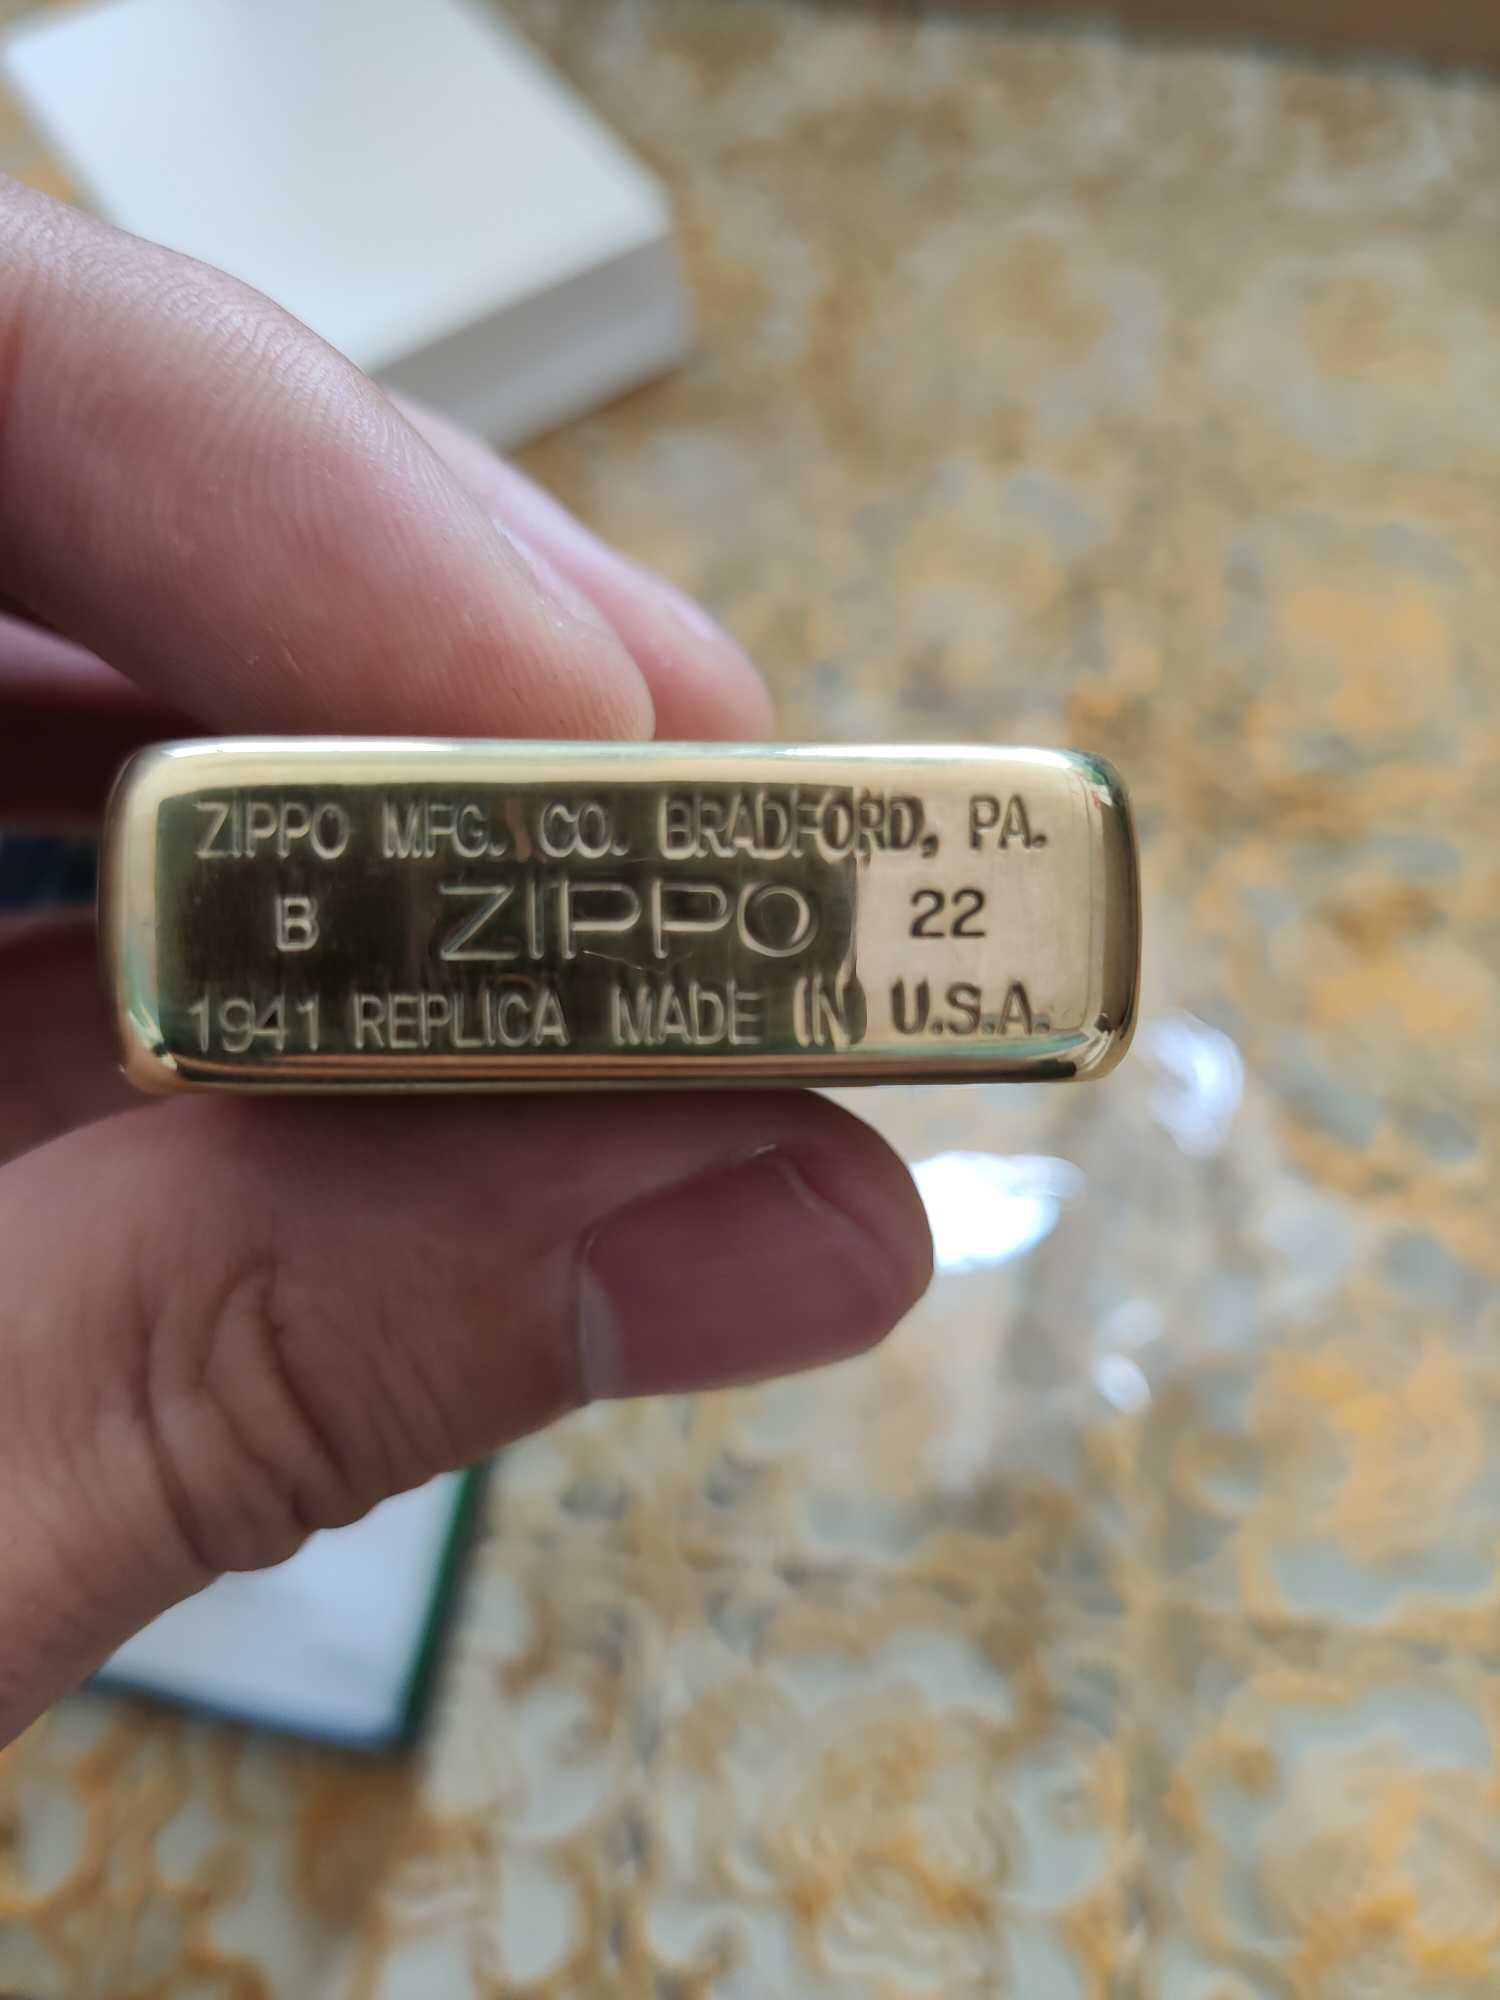 ZIPPO MFG. CO. BRADFORD, PA.
B ZIPPO 22
1941 REPLICA MADE IN U.S.A.